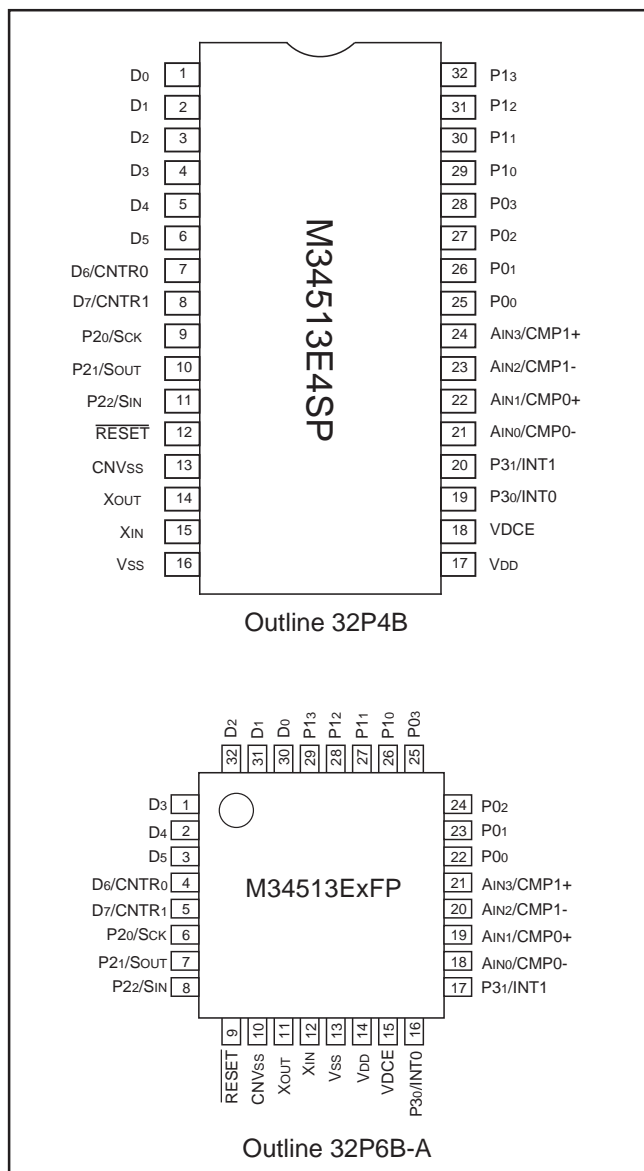 D0 1 32 P13
D1 2 31 P12
D2 3 30 P11
D3 4 29 P10
D4 5 28 P03
D5 6 27 P02
D6/CNTR0 7 26 P01
D7/CNTR1 8 25 P00
P20/SCK 9 24 AIN3/CMP1+
P21/SOUT 10 23 AIN2/CMP1-
P22/SIN 11 22 AIN1/CMP0+
RESET 12 21 AIN0/CMP0-
CNVSS 13 20 P31/INT1
XOUT 14 19 P30/INT0
XIN 15 18 VDCE
VSS 16 17 VDD
M34513E4SP
Outline 32P4B
D2 D1 D0 P13 P12 P11 P10 P03
32 31 30 29 28 27 26 25
D3 1 24 P02
D4 2 23 P01
D5 3 22 P00
D6/CNTR0 4 21 AIN3/CMP1+
D7/CNTR1 5 20 AIN2/CMP1-
P20/SCK 6 19 AIN1/CMP0+
P21/SOUT 7 18 AIN0/CMP0-
P22/SIN 8 17 P31/INT1
M34513ExFP
9 10 11 12 13 14 15 16
RESET CNVSS XOUT XIN VSS VDD VDCE P30/INT0
Outline 32P6B-A